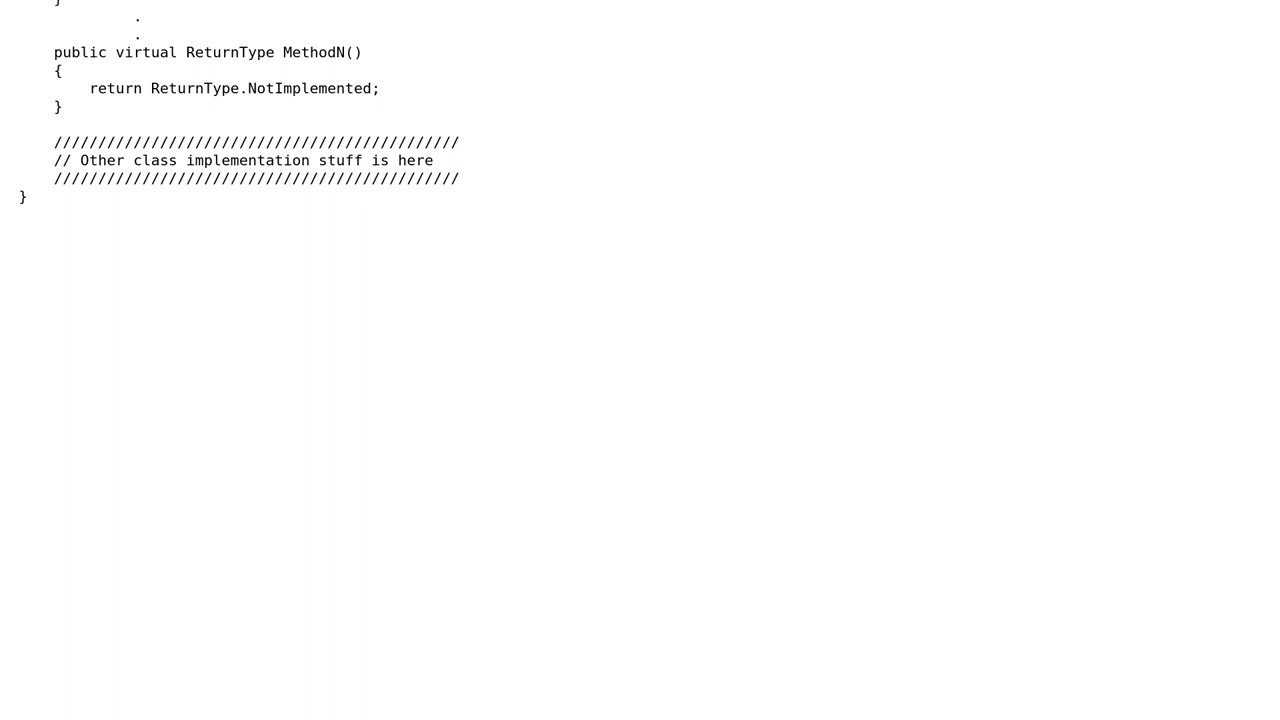 }
.
.
public virtual ReturnType MethodN()
{
return ReturnType.NotImplemented;
}
//////////////////////////////////////////////
// Other class implementation stuff is here
//////////////////////////////////////////////
}